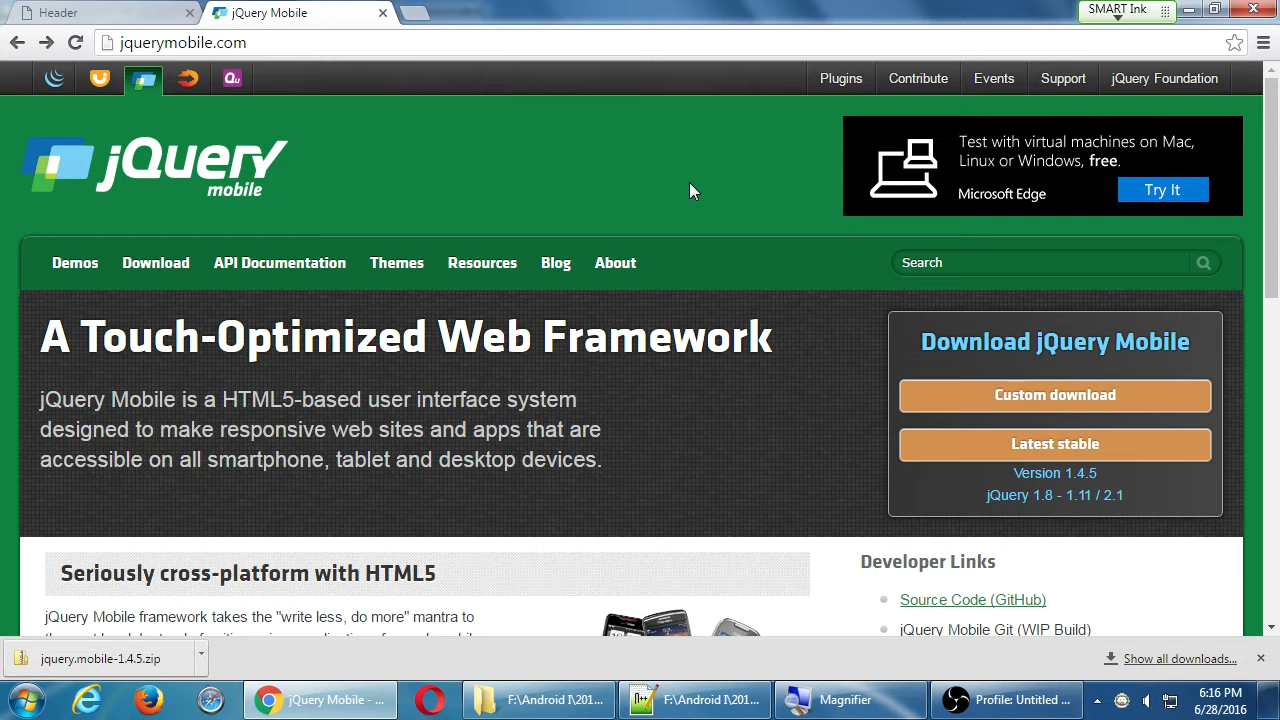 Header
jQuery Mobile
SMART Ink
jquerymobile.com
Qu
Plugins
Contribute
Events
Support
jQuery Foundation
jQuery
mobile
Test with virtual machines on Mac,
Linux or Windows, free.
Microsoft Edge
Try It
Demos
Download
API Documentation
Themes
Resources
Blog
About
Search
A Touch-Optimized Web Framework
jQuery Mobile is a HTML5-based user interface system
designed to make responsive web sites and apps that are
accessible on all smartphone, tablet and desktop devices.
Download jQuery Mobile
Custom download
Latest stable
Version 1.4.5
jQuery 1.8 - 1.11 / 2.1
Seriously cross-platform with HTML5
jQuery Mobile framework takes the "write less, do more" mantra to
Developer Links
Source Code (GitHub)
jQuery Mobile Git (WIP Build)
jquery.mobile-1.4.5.zip
Show all downloads...
jQuery Mobile - ...
F:\Android I\201...
F:\Android I\201...
Magnifier
Profile: Untitled ...
6:16 PM
6/28/2016